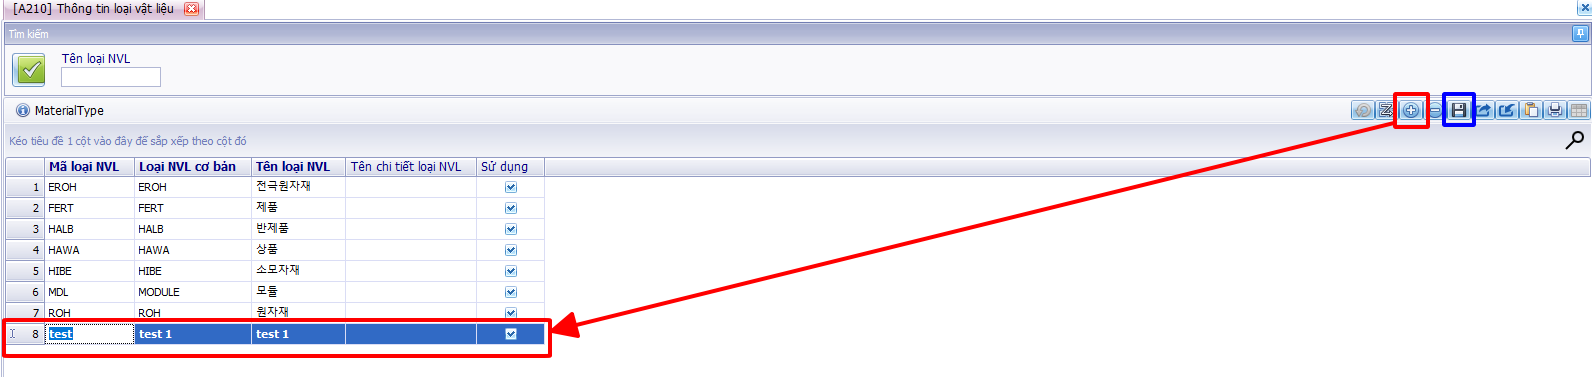 [A210] Thông tin loại vật liệu
Tìm kiếm
Tên loại NVL
MaterialType
Kéo tiêu đề 1 cột vào đây để sắp xếp theo cột đó
Mã loại NVL Loại NVL cơ bản Tên loại NVL Tên chi tiết loại NVL Sử dụng
1 EROH EROH 전극원자재
2 FERT FERT 제품
3 HALB HALB 반제품
4 HAWA HAWA 상품
5 HIBE HIBE 소모자재
6 MDL MODULE 모듈
7 ROH ROH 원자재
8 test test 1 test 1